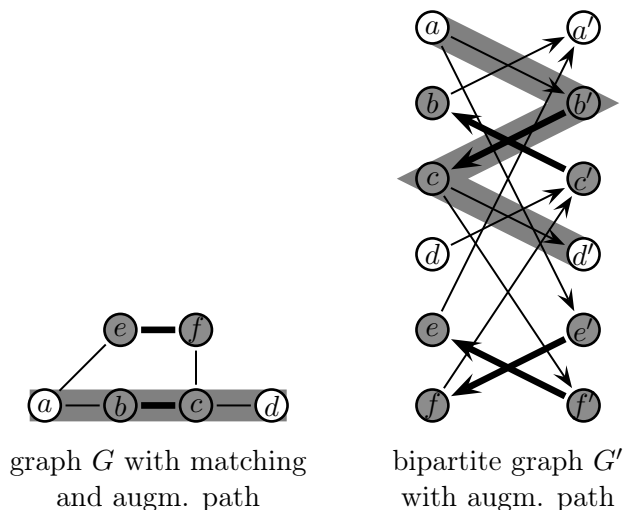 a a′
b b′
c c′
d d′
e f
e e′
a b c d
f f′
graph G with matching
and augm. path
bipartite graph G′
with augm. path